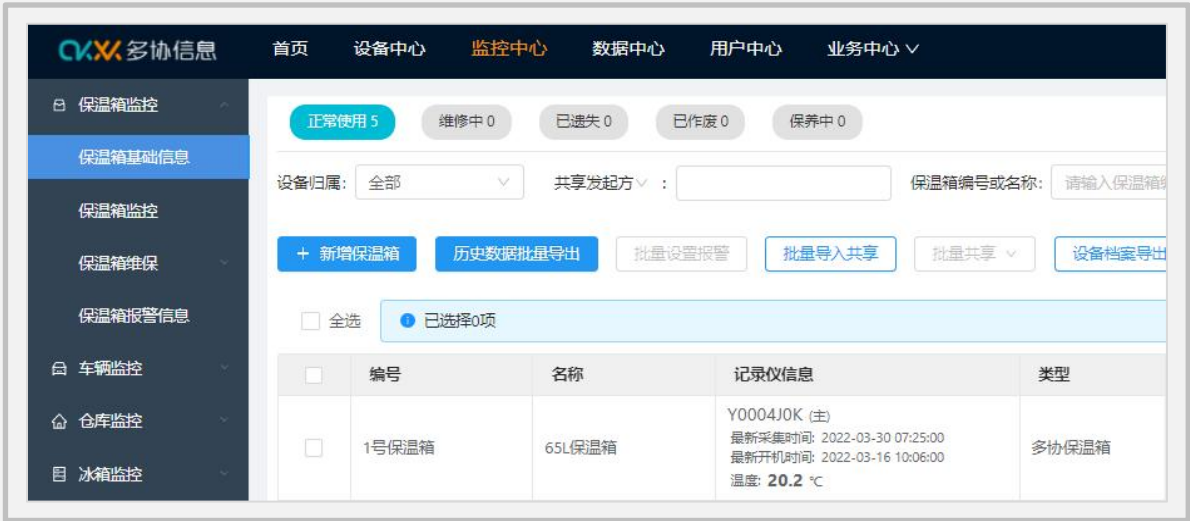 多协信息 首页 设备中心 监控中心 数据中心 用户中心 业务中心
保温箱监控
保温箱基础信息
保温箱监控
保温箱维保
保温箱报警信息
车辆监控
仓库监控
冰箱监控
正常使用 5 维修中 0 已遗失 0 已作废 0 保养中 0
设备归属: 全部 共享发起方 : 保温箱编号或名称: 请输入保温箱
+ 新增保温箱 历史数据批量导出 批量设置报警 批量导入共享 批量共享 设备档案导出
全选 已选择0项
编号 名称 记录仪信息 类型
1号保温箱 65L保温箱 Y0004J0K (主) 多协保温箱
最新采集时间: 2022-03-30 07:25:00
最新开机时间: 2022-03-16 10:06:00
温度: 20.2 ℃